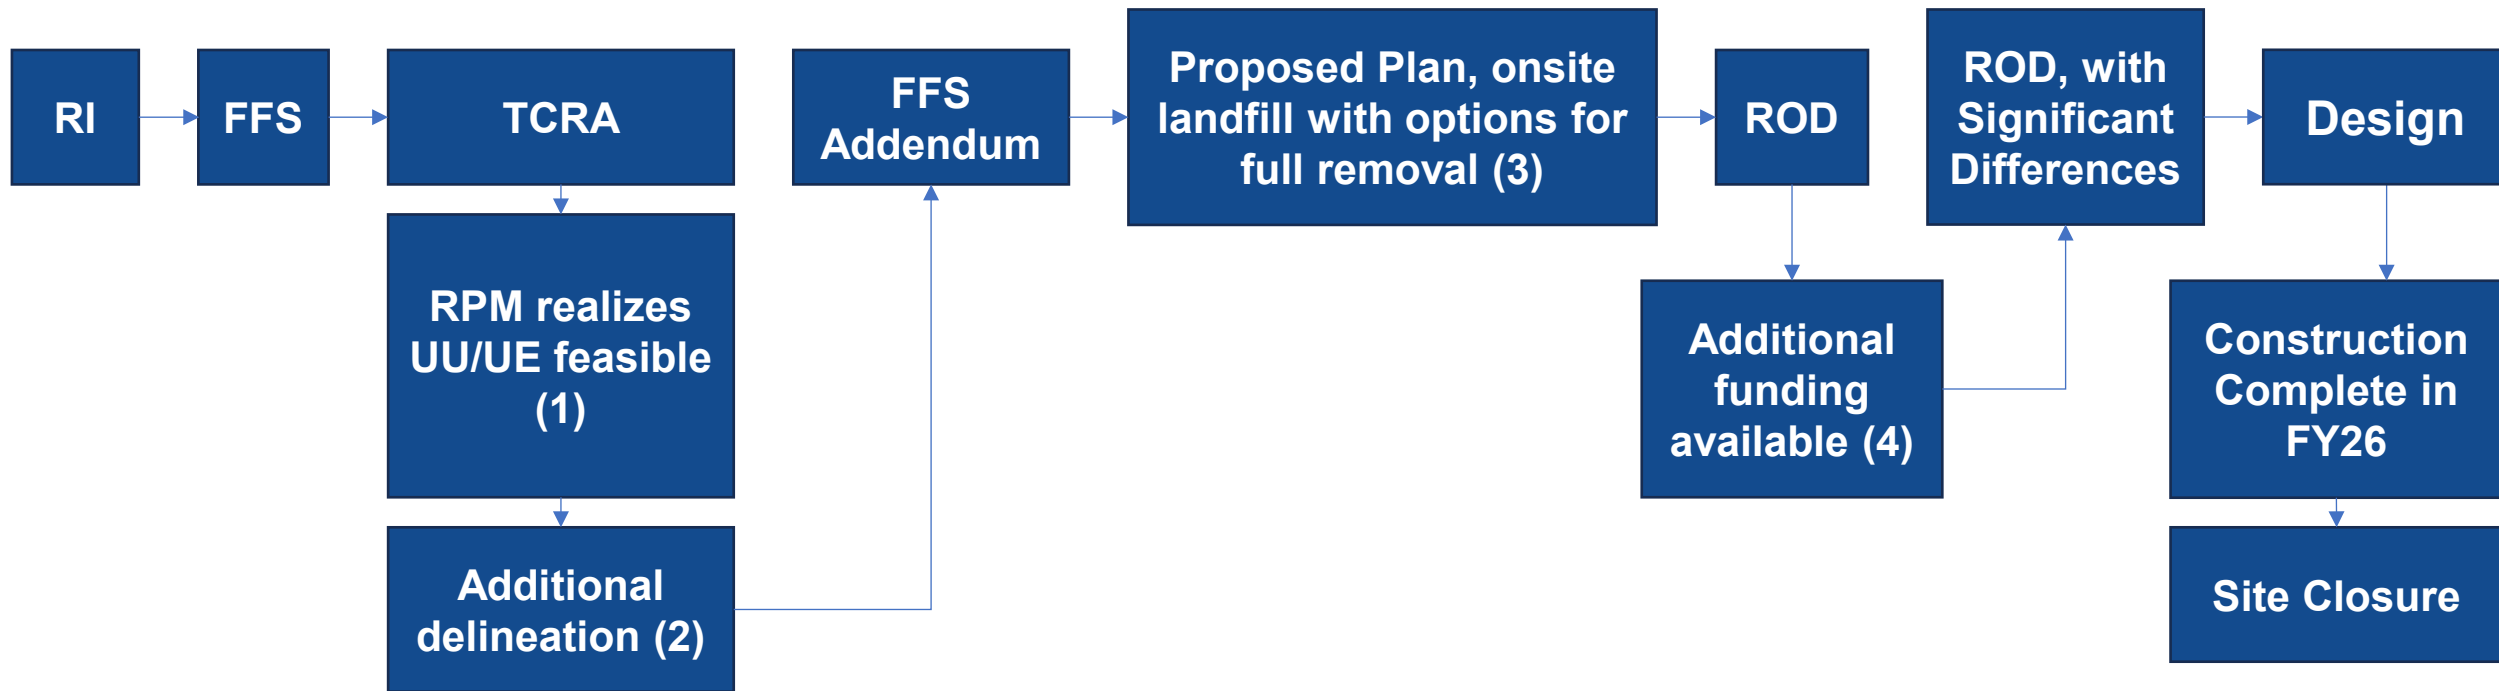 RI
FFS
TCRA
RPM realizes
UU/UE feasible
(1)
Additional
delineation (2)
FFS
Addendum
Proposed Plan, onsite
landfill with options for
full removal (3)
ROD
Additional
funding
available (4)
ROD, with
Significant
Differences
Design
Construction
Complete in
FY26
Site Closure